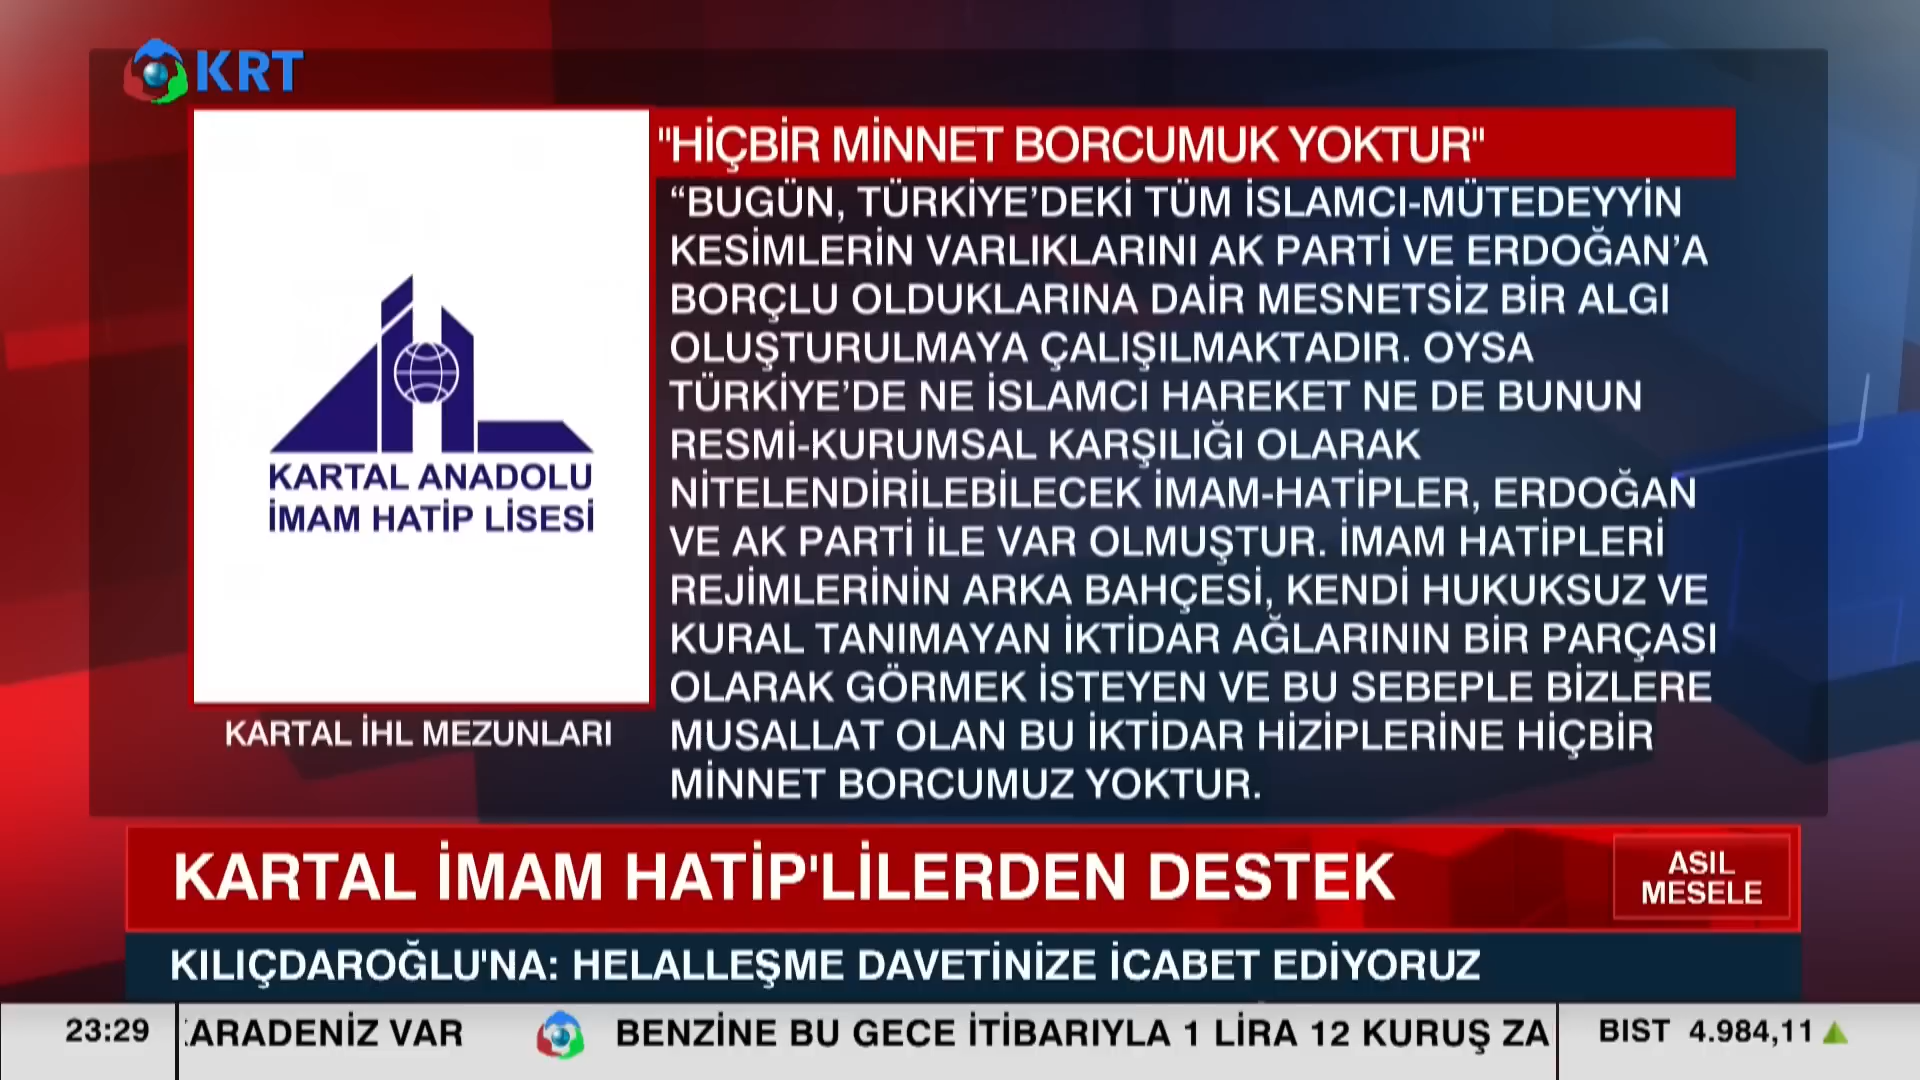 KRT
"HİÇBİR MİNNET BORCUMUK YOKTUR"
“BUGÜN, TÜRKİYE’DEKİ TÜM İSLAMCI-MÜTEDEYYİN
KESİMLERİN VARLIKLARINI AK PARTİ VE ERDOĞAN’A
BORÇLU OLDUKLARINA DAİR MESNETSİZ BİR ALGI
OLUŞTURULMAYA ÇALIŞILMAKTADIR. OYSA
TÜRKİYE’DE NE İSLAMCI HAREKET NE DE BUNUN
RESMİ-KURUMSAL KARŞILIĞI OLARAK
NİTELENDİRİLEBİLECEK İMAM-HATİPLER, ERDOĞAN
VE AK PARTİ İLE VAR OLMUŞTUR. İMAM HATİPLERİ
REJİMLERİNİN ARKA BAHÇESİ, KENDİ HUKUKSUZ VE
KURAL TANIMAYAN İKTİDAR AĞLARININ BİR PARÇASI
OLARAK GÖRMEK İSTEYEN VE BU SEBEPLE BİZLERE
MUSALLAT OLAN BU İKTİDAR HİZİPLERİNE HİÇBİR
MİNNET BORCUMUZ YOKTUR.
KARTAL ANADOLU
İMAM HATİP LİSESİ
KARTAL İHL MEZUNLARI
KARTAL İMAM HATİP'LİLERDEN DESTEK
ASIL
MESELE
KILIÇDAROĞLU'NA: HELALLEŞME DAVETİNİZE İCABET EDİYORUZ
23:29
KARADENİZ VAR
BENZİNE BU GECE İTİBARIYLA 1 LİRA 12 KURUŞ ZA
BIST 4.984,11